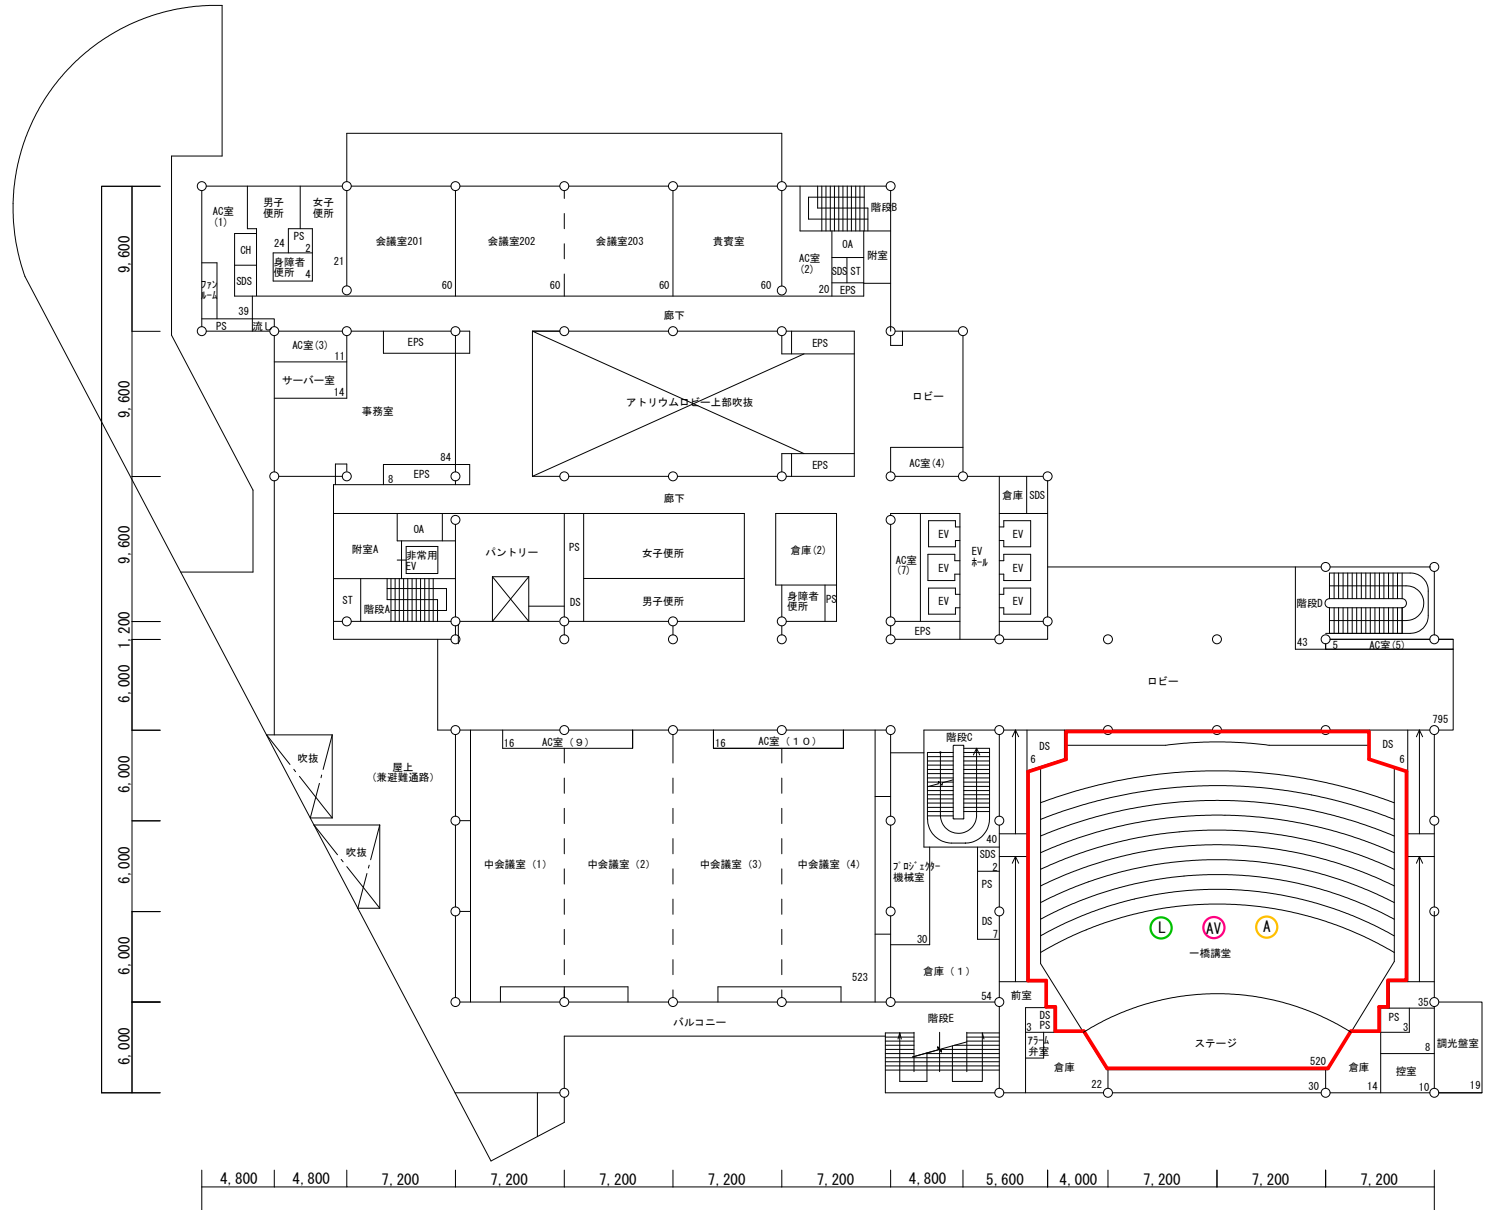 AC室
(1)
男子
便所
女子
便所
CH
SDS
24
PS
2
身障者
便所
4
21
ファン
ルーム
39
PS
流し
会議室201
60
会議室202
60
会議室203
貴賓室
60
階段B
AC室
(2)
OA
附室
SDS
ST
20
EPS
廊下
AC室(3)
11
サーバー室
14
事務室
84
EPS
8
EPS
アトリウムロビー上部吹抜
EPS
EPS
ロビー
AC室(4)
廊下
倉庫
SDS
附室A
OA
非常用
EV
ST
階段A
パントリー
PS
DS
女子便所
男子便所
倉庫(2)
身障者
便所
PS
AC室
(7)
EV
EV
EV
EV
ホール
EV
EV
EV
EPS
階段D
43
5
AC室(5)
ロビー
795
吹抜
吹抜
屋上
(兼避難通路)
16
AC室(9)
16
AC室(10)
中会議室(1)
中会議室(2)
中会議室(3)
中会議室(4)
523
階段C
40
プロジェクター
機械室
30
SDS
2
PS
DS
7
倉庫(1)
54
バルコニー
階段E
DS
6
DS
6
L
AV
A
一橋講堂
前室
DS
PS
3
アラーム
弁室
倉庫
22
ステージ
520
30
倉庫
14
35
PS
3
8
控室
10
調光盤室
19
9,600
9,600
9,600
1,200
6,000
6,000
6,000
6,000
6,000
4,800
4,800
7,200
7,200
7,200
7,200
7,200
4,800
5,600
4,000
7,200
7,200
7,200